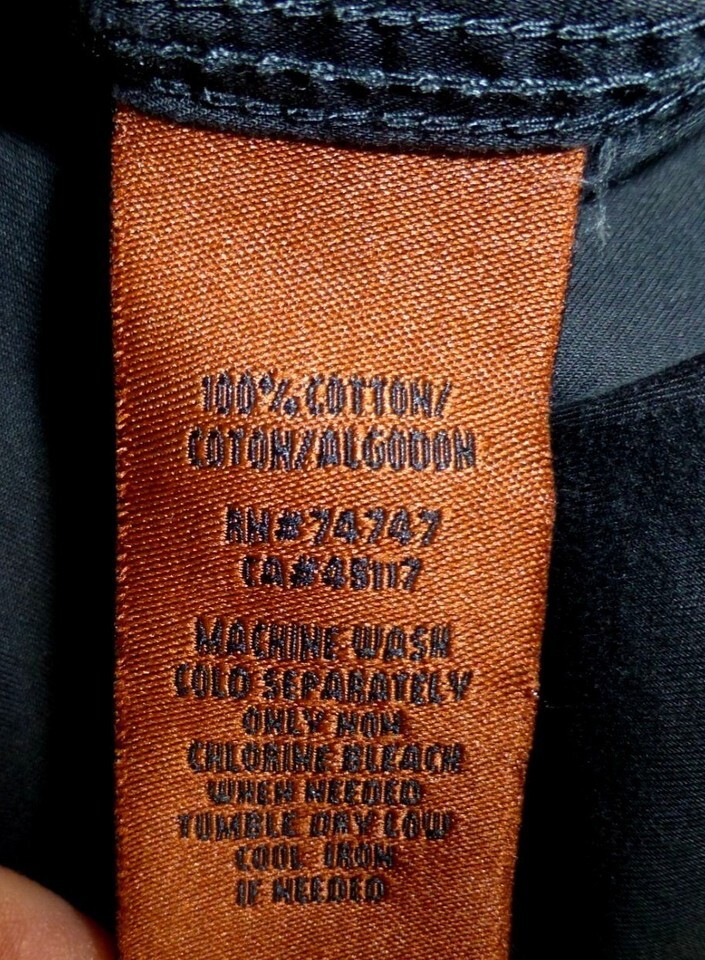 100% COTTON/
COTON/ALGODON
RN#74747
CA#45117
MACHINE WASH
COLD SEPARATELY
ONLY NON
CHLORINE BLEACH
WHEN NEEDED
TUMBLE DRY LOW
COOL IRON
IF NEEDED